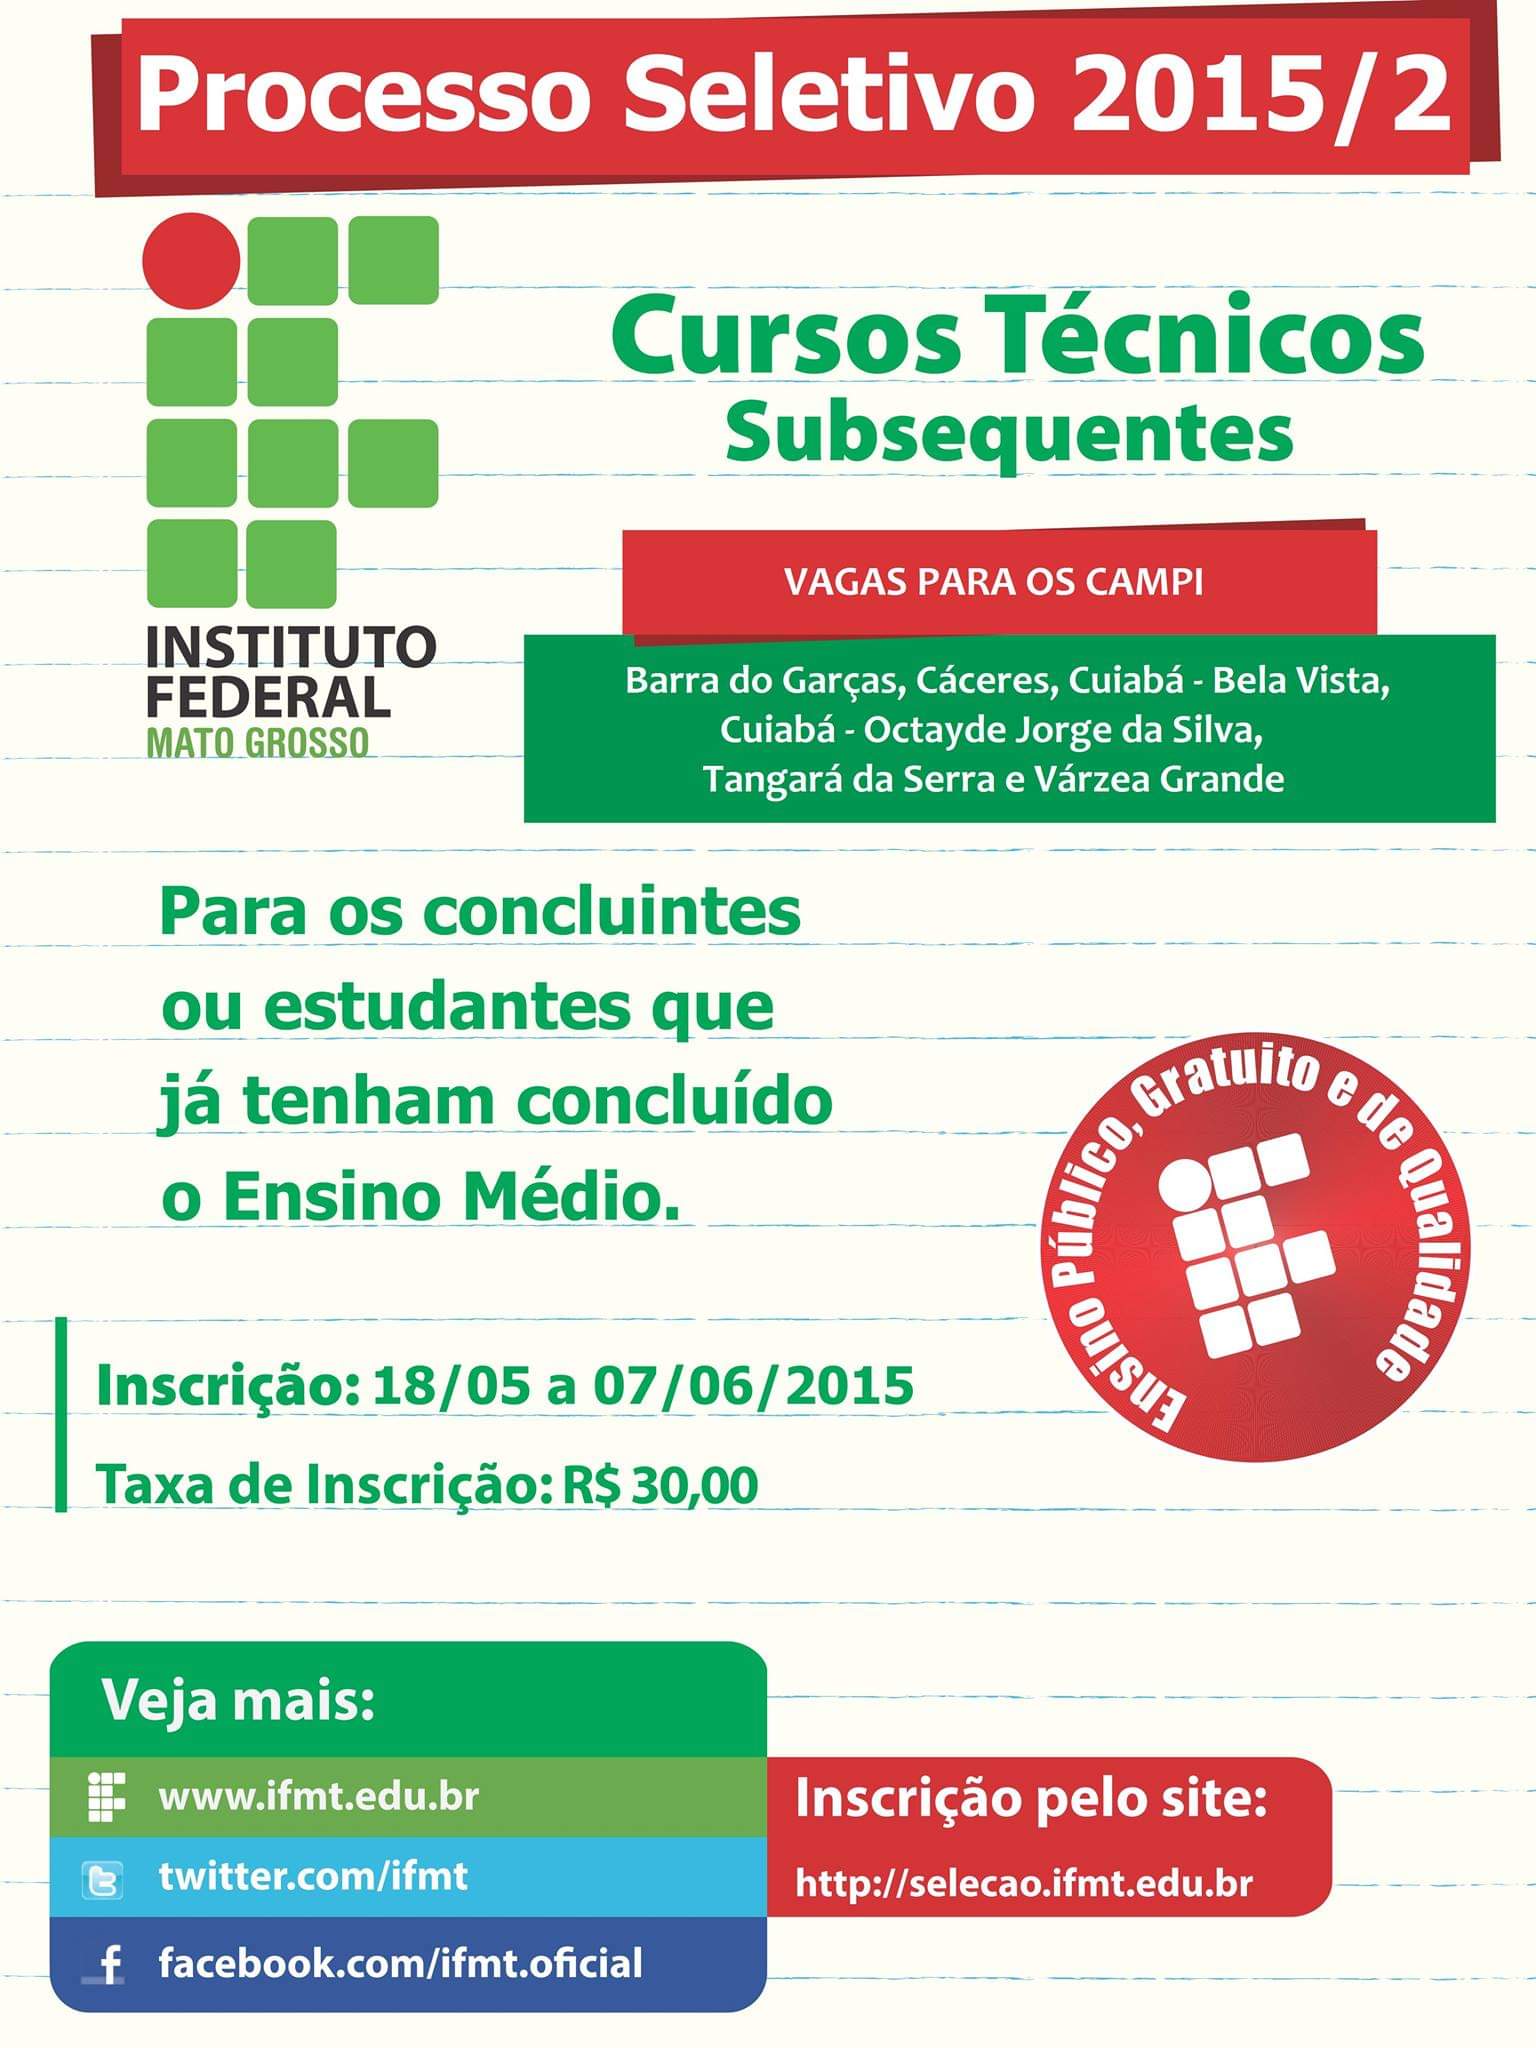 Processo Seletivo 2015/2
INSTITUTO
FEDERAL
MATO GROSSO
Cursos Técnicos
Subsequentes
VAGAS PARA OS CAMPI
Barra do Garças, Cáceres, Cuiabá - Bela Vista,
Cuiabá - Octayde Jorge da Silva,
Tangará da Serra e Várzea Grande
Para os concluintes
ou estudantes que
já tenham concluído
o Ensino Médio.
Ensino Público, Gratuito e de Qualidade
Inscrição: 18/05 a 07/06/2015
Taxa de Inscrição: R$ 30,00
Veja mais:
www.ifmt.edu.br
twitter.com/ifmt
facebook.com/ifmt.oficial
Inscrição pelo site:
http://selecao.ifmt.edu.br